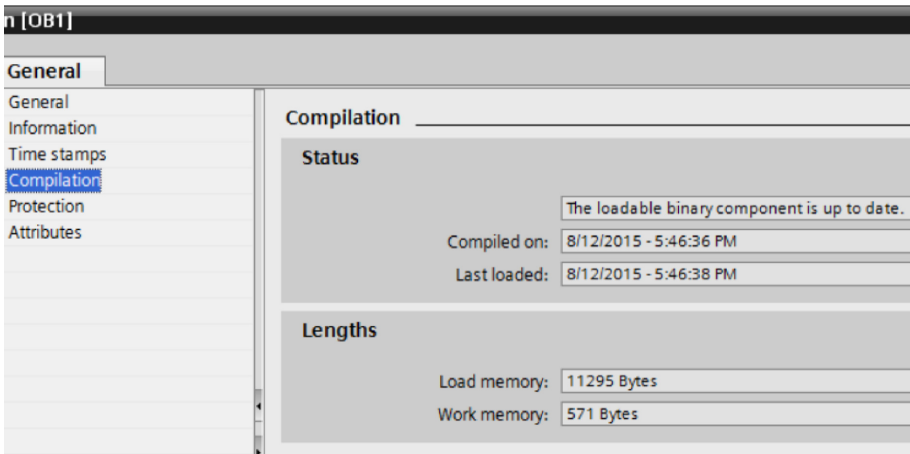 n [OB1]
General
General
Information
Time stamps
Compilation
Protection
Attributes
Compilation
Status
The loadable binary component is up to date.
Compiled on: 8/12/2015 - 5:46:36 PM
Last loaded: 8/12/2015 - 5:46:38 PM
Lengths
Load memory: 11295 Bytes
Work memory: 571 Bytes